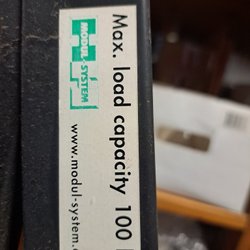 Max. load capacity 100
MODUL
SYSTEM
www.modul-system.